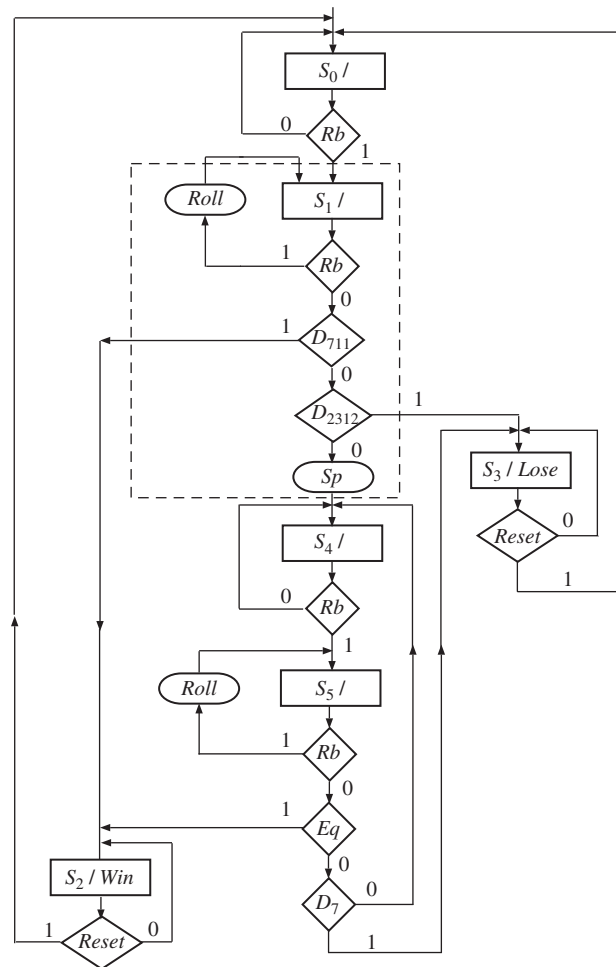 S0 /
0
Rb
1
Roll
S1 /
1
Rb
0
1
D711
0
1
D2312
0
Sp
S3 / Lose
S4 /
0
Reset
0
Rb
1
1
Roll
S5 /
1
Rb
0
1
Eq
0
S2 / Win
D7
0
1
Reset
0
1